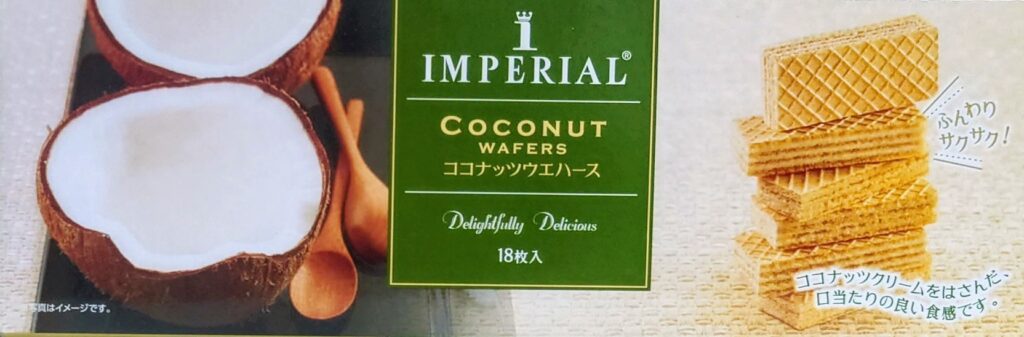 IMPERIAL®
COCONUT
WAFERS
ココナッツウエハース
Delightfully Delicious
18枚入
ふんわり
サクサク!
ココナッツクリームをはさんだ、
口当たりの良い食感です。
写真はイメージです。